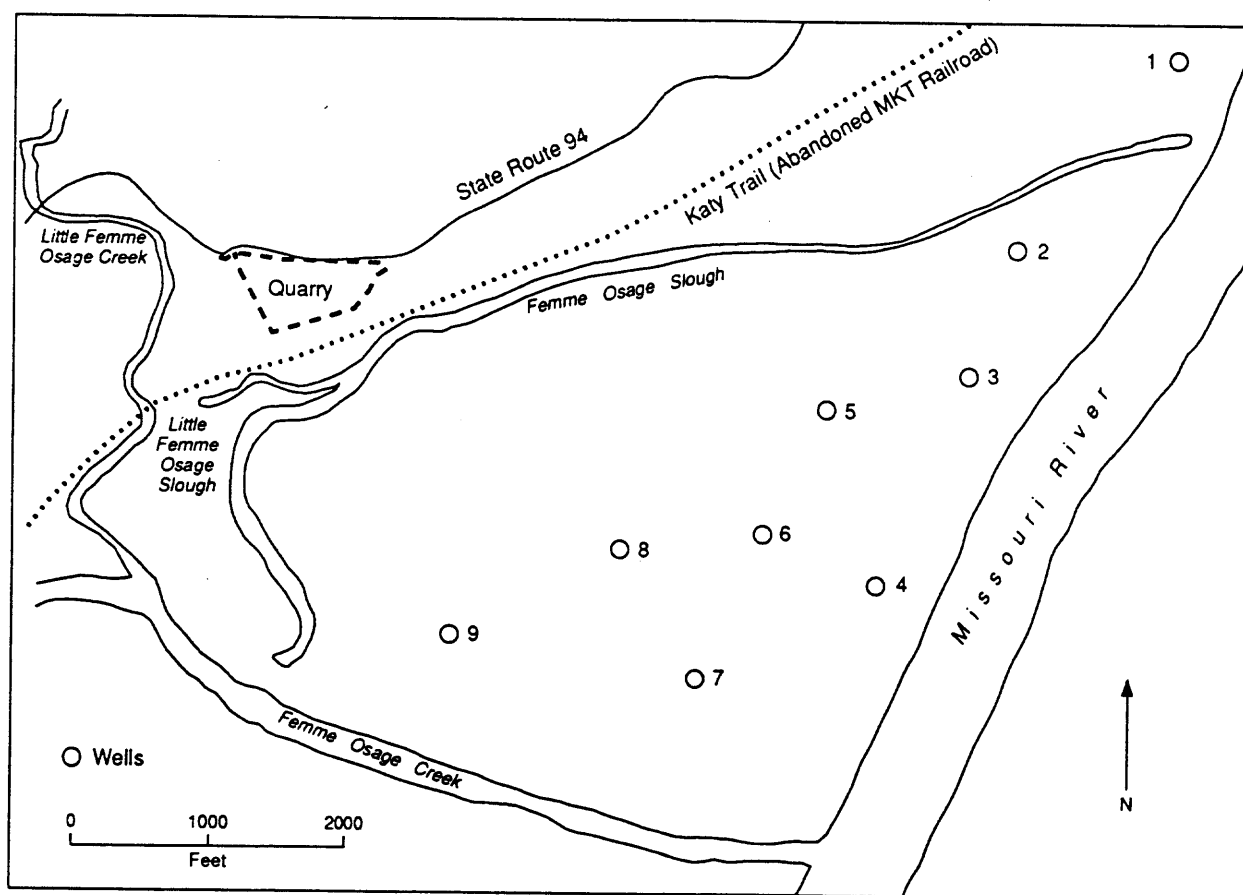 1
State Route 94
Katy Trail (Abandoned MKT Railroad)
Little Femme
Osage Creek
2
Quarry
Femme Osage Slough
3
5
Little
Femme
Osage
Slough
Missouri River
6
8
4
9
7
Femme Osage Creek
Wells
N
0 1000 2000
Feet